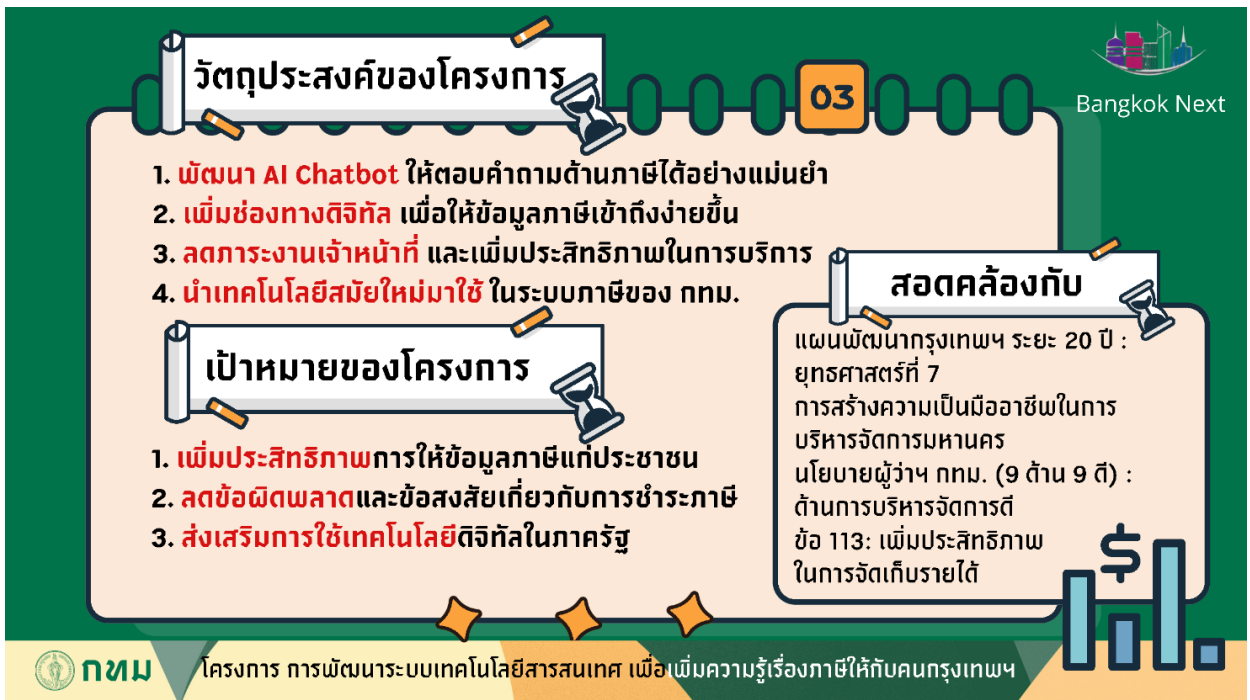 วัตถุประสงค์ของโครงการ
03
Bangkok Next
1. พัฒนา AI Chatbot ให้ตอบคำถามด้านภาษีได้อย่างแม่นยำ
2. เพิ่มช่องทางดิจิทัล เพื่อให้ข้อมูลภาษีเข้าถึงง่ายขึ้น
3. ลดภาระงานเจ้าหน้าที่ และเพิ่มประสิทธิภาพในการบริการ
4. นำเทคโนโลยีสมัยใหม่มาใช้ ในระบบภาษีของ กทม.
เป้าหมายของโครงการ
1. เพิ่มประสิทธิภาพการให้ข้อมูลภาษีแก่ประชาชน
2. ลดข้อผิดพลาดและข้อสงสัยเกี่ยวกับการชำระภาษี
3. ส่งเสริมการใช้เทคโนโลยีดิจิทัลในภาครัฐ
สอดคล้องกับ
แผนพัฒนากรุงเทพฯ ระยะ 20 ปี :
ยุทธศาสตร์ที่ 7
การสร้างความเป็นมืออาชีพในการ
บริหารจัดการมหานคร
นโยบายผู้ว่าฯ กทม. (9 ด้าน 9 ดี) :
ด้านการบริหารจัดการดี
ข้อ 113: เพิ่มประสิทธิภาพ
ในการจัดเก็บรายได้
$
กทม
โครงการ การพัฒนาระบบเทคโนโลยีสารสนเทศ เพื่อเพิ่มความรู้เรื่องภาษีให้กับคนกรุงเทพฯ